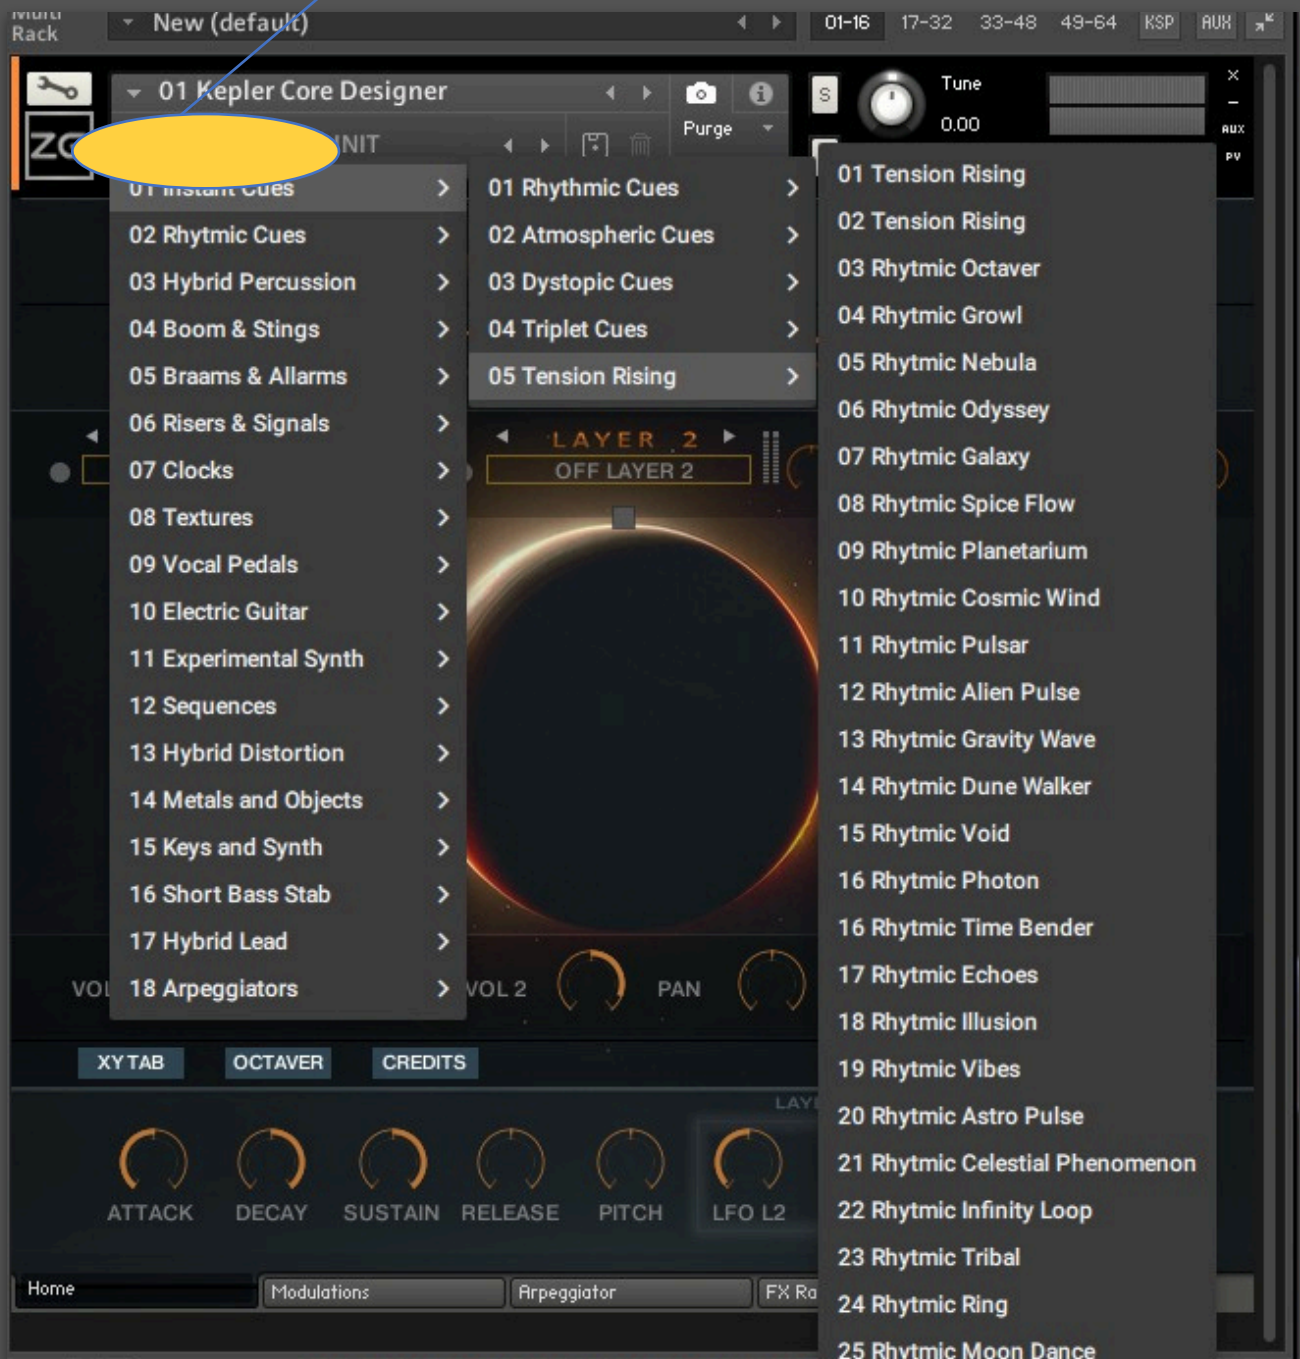 Multi
Rack
New (default)
01-16 17-32 33-48 49-64 KSP AUX
01 Kepler Core Designer
S
Tune
0.00
Purge
INIT
AUX
PV
01 Instant Cues
02 Rhytmic Cues
03 Hybrid Percussion
04 Boom & Stings
05 Braams & Allarms
06 Risers & Signals
07 Clocks
08 Textures
09 Vocal Pedals
10 Electric Guitar
11 Experimental Synth
12 Sequences
13 Hybrid Distortion
14 Metals and Objects
15 Keys and Synth
16 Short Bass Stab
17 Hybrid Lead
18 Arpeggiators
01 Rhythmic Cues
02 Atmospheric Cues
03 Dystopic Cues
04 Triplet Cues
05 Tension Rising
01 Tension Rising
02 Tension Rising
03 Rhytmic Octaver
04 Rhytmic Growl
05 Rhytmic Nebula
06 Rhytmic Odyssey
07 Rhytmic Galaxy
08 Rhytmic Spice Flow
09 Rhytmic Planetarium
10 Rhytmic Cosmic Wind
11 Rhytmic Pulsar
12 Rhytmic Alien Pulse
13 Rhytmic Gravity Wave
14 Rhytmic Dune Walker
15 Rhytmic Void
16 Rhytmic Photon
16 Rhytmic Time Bender
17 Rhytmic Echoes
18 Rhytmic Illusion
19 Rhytmic Vibes
20 Rhytmic Astro Pulse
21 Rhytmic Celestial Phenomenon
22 Rhytmic Infinity Loop
23 Rhytmic Tribal
24 Rhytmic Ring
25 Rhytmic Moon Dance
LAYER 2
OFF LAYER 2
VOL 2 PAN
XY TAB OCTAVER CREDITS
ATTACK DECAY SUSTAIN RELEASE PITCH LFO L2
Home Modulations Arpeggiator FX